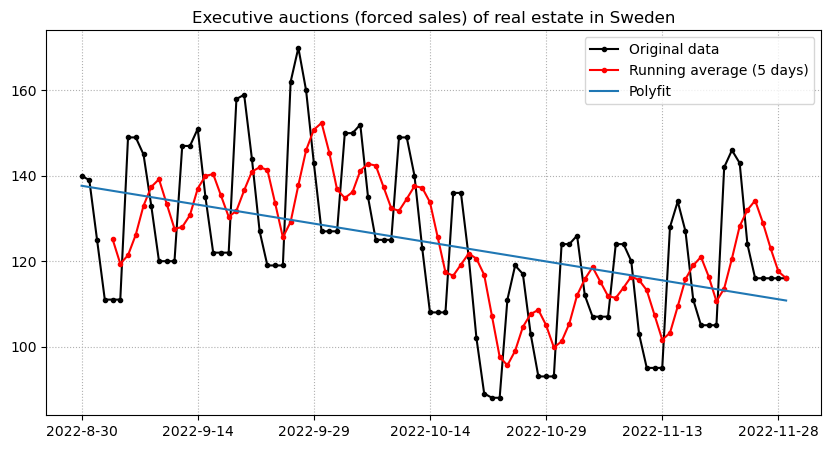 Executive auctions (forced sales) of real estate in Sweden
Original data
Running average (5 days)
Polyfit
160
140
120
100
2022-8-30 2022-9-14 2022-9-29 2022-10-14 2022-10-29 2022-11-13 2022-11-28